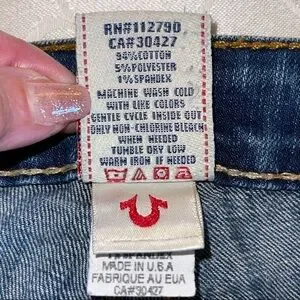 RN#112790
CA#30427
94%COTTON
5%POLYESTER
1%SPANDEX
MACHINE WASH COLD
WITH LIKE COLORS
GENTLE CYCLE INSIDE OUT
ONLY NON-CHLORINE BLEACH
WHEN NEEDED
TUMBLE DRY LOW
WARM IRON IF NEEDED
SPANDEX
MADE IN U.S.A
FABRIQUE AU EUA
CA#30427